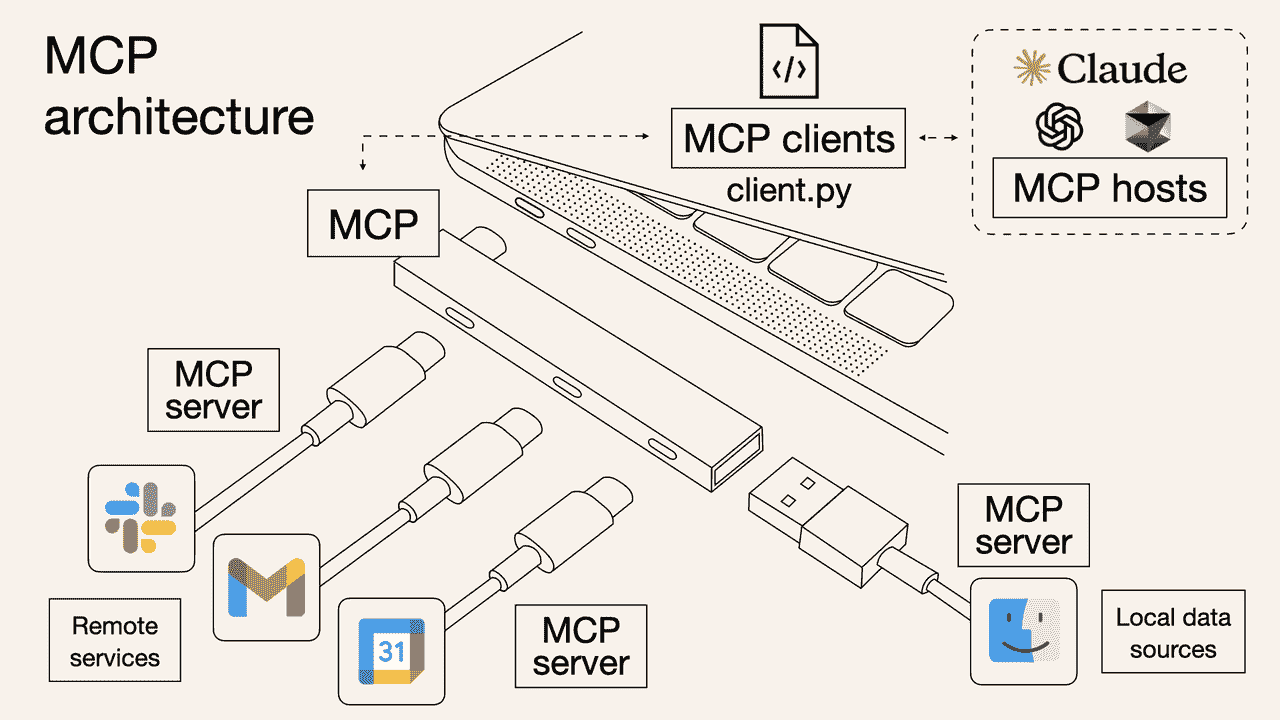 MCP
architecture
MCP clients
client.py
Claude
MCP hosts
MCP
MCP
server
Remote
services
31
MCP
server
MCP
server
Local data
sources
</>